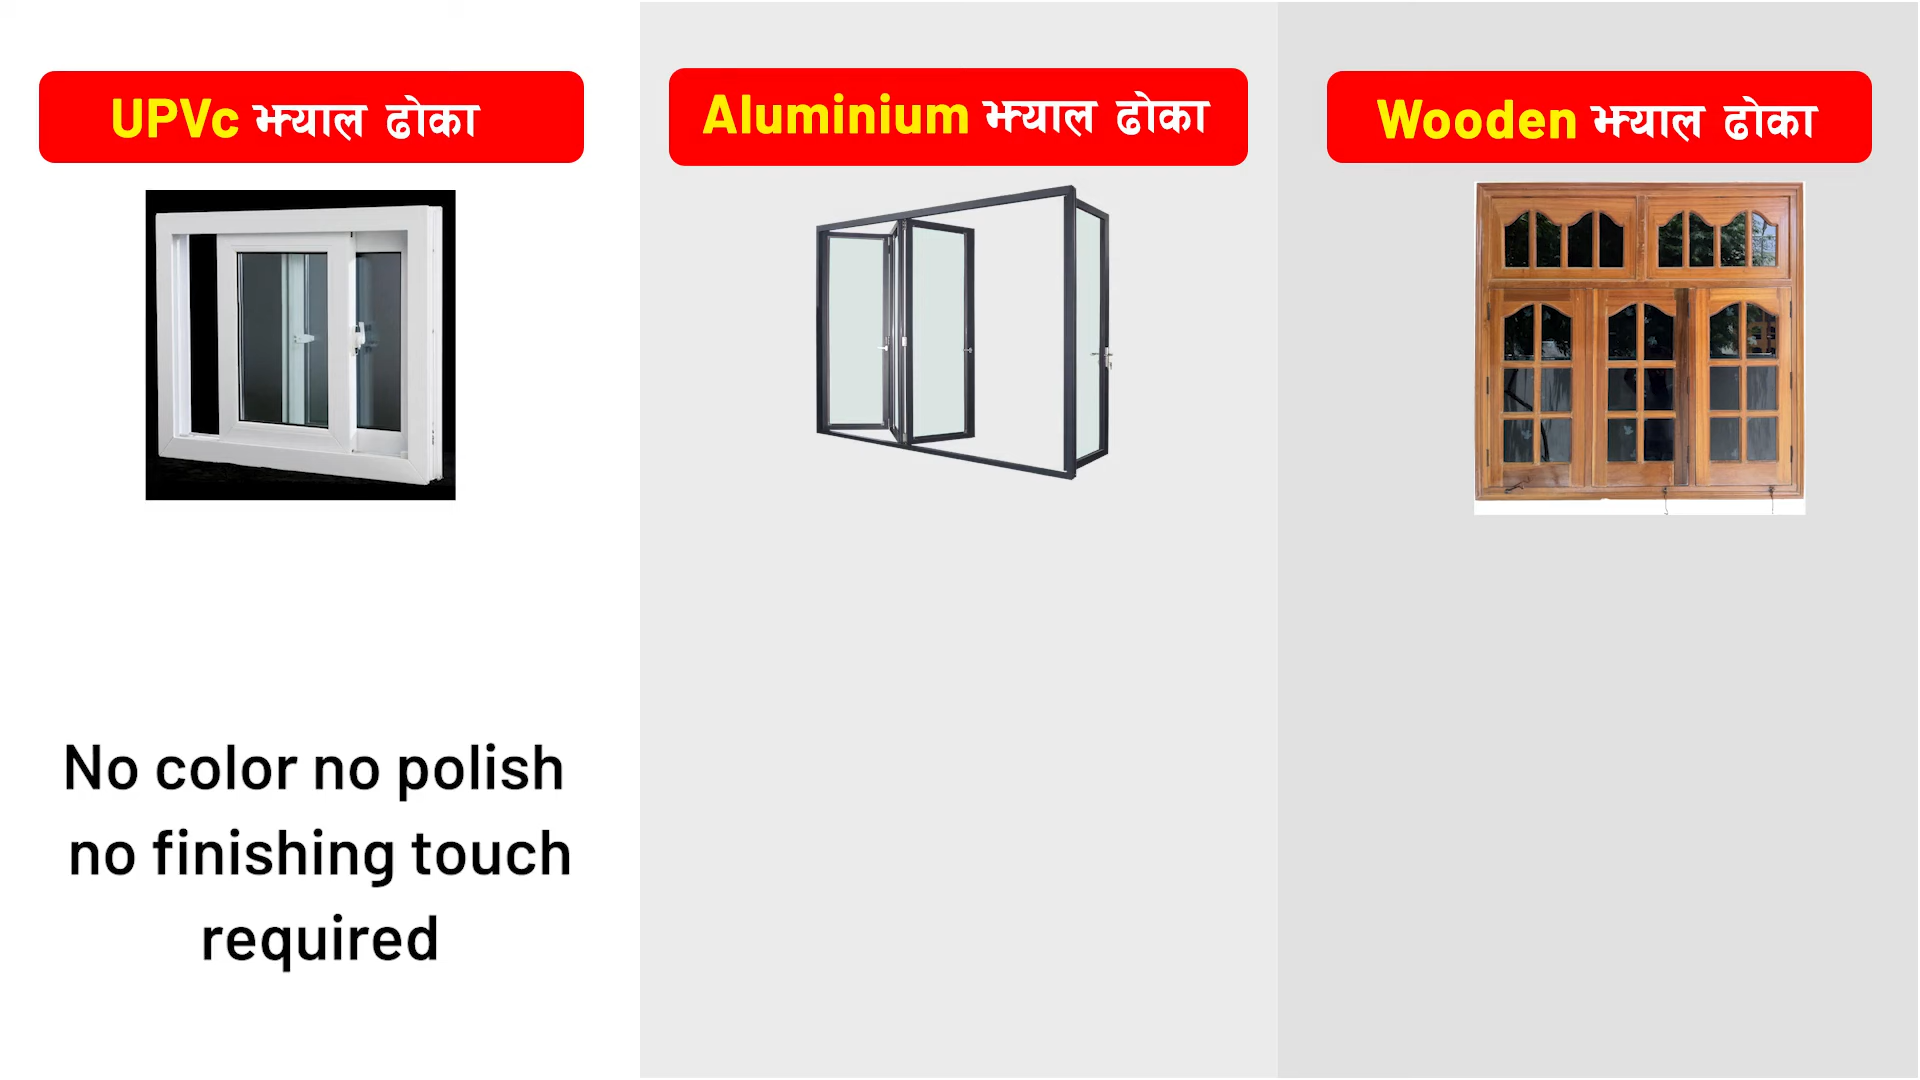 UPVc झ्याल ढोका
Aluminium झ्याल ढोका
Wooden झ्याल ढोका
No color no polish
no finishing touch
required